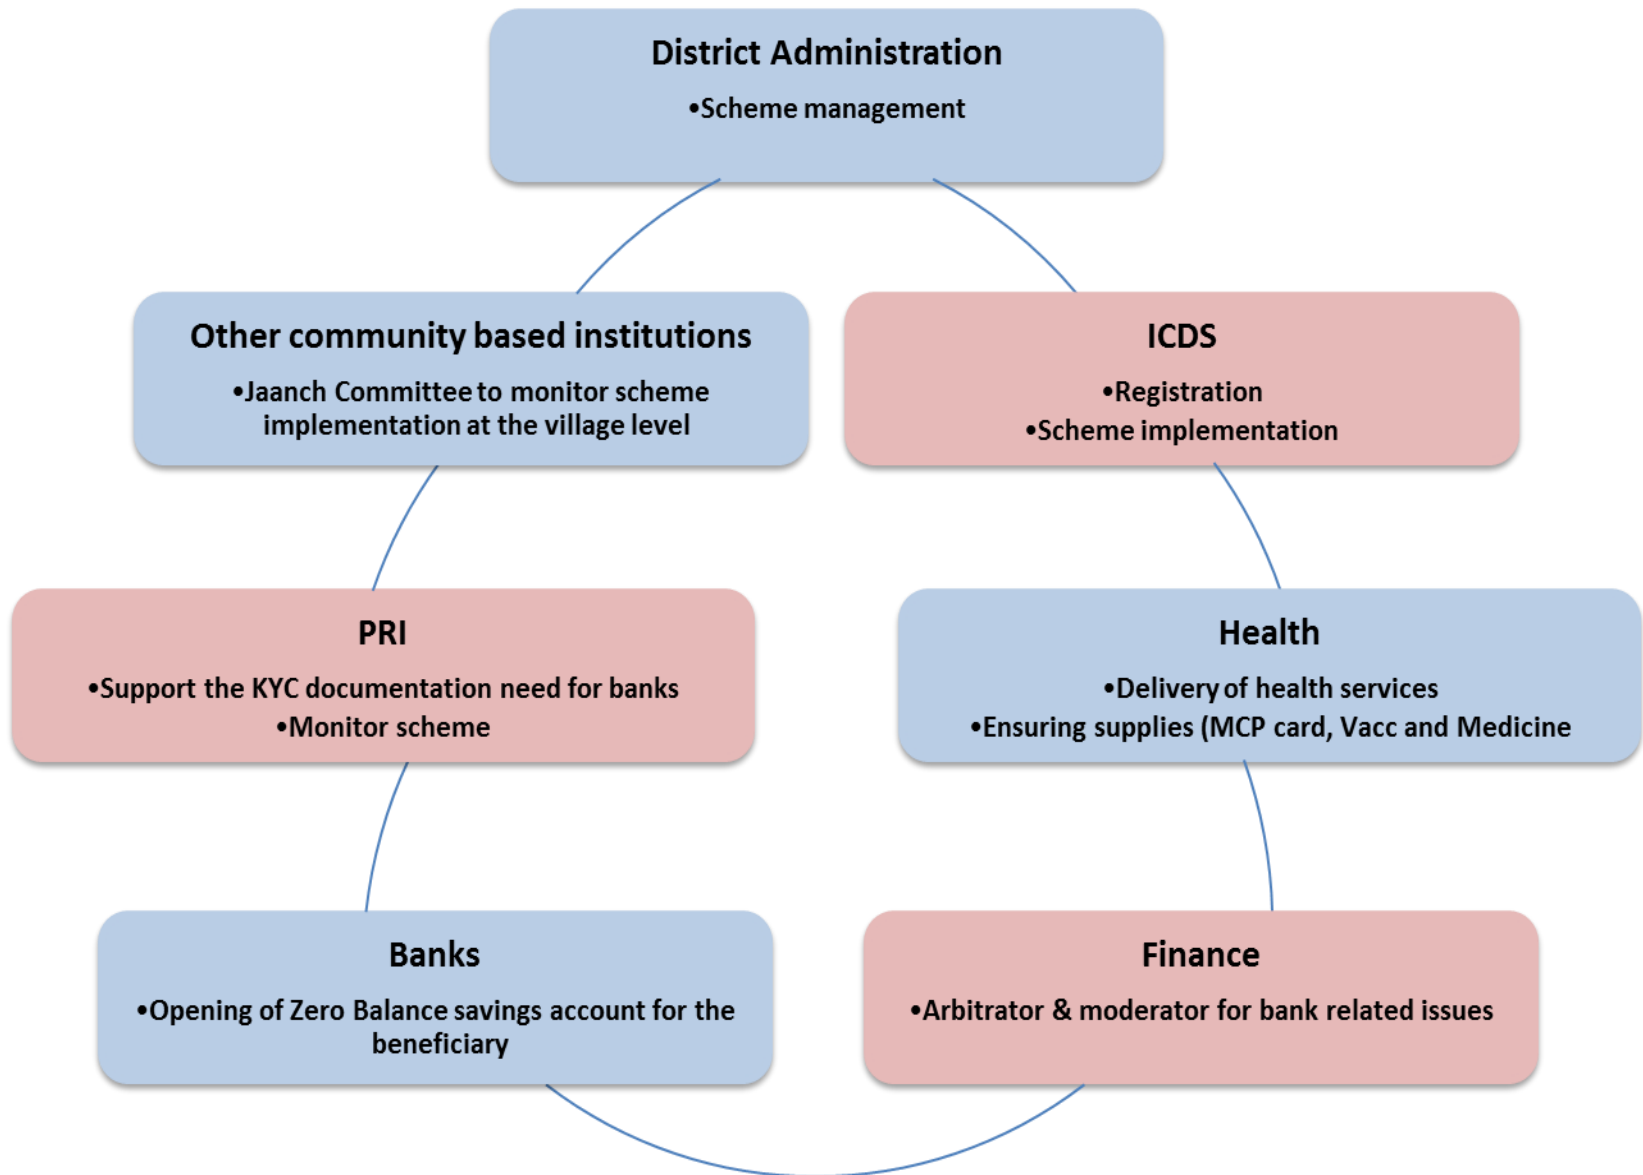 District Administration
•Scheme management
Other community based institutions
•Jaanch Committee to monitor scheme
implementation at the village level
ICDS
•Registration
•Scheme implementation
PRI
•Support the KYC documentation need for banks
•Monitor scheme
Health
•Delivery of health services
•Ensuring supplies (MCP card, Vacc and Medicine
Banks
•Opening of Zero Balance savings account for the
beneficiary
Finance
•Arbitrator & moderator for bank related issues